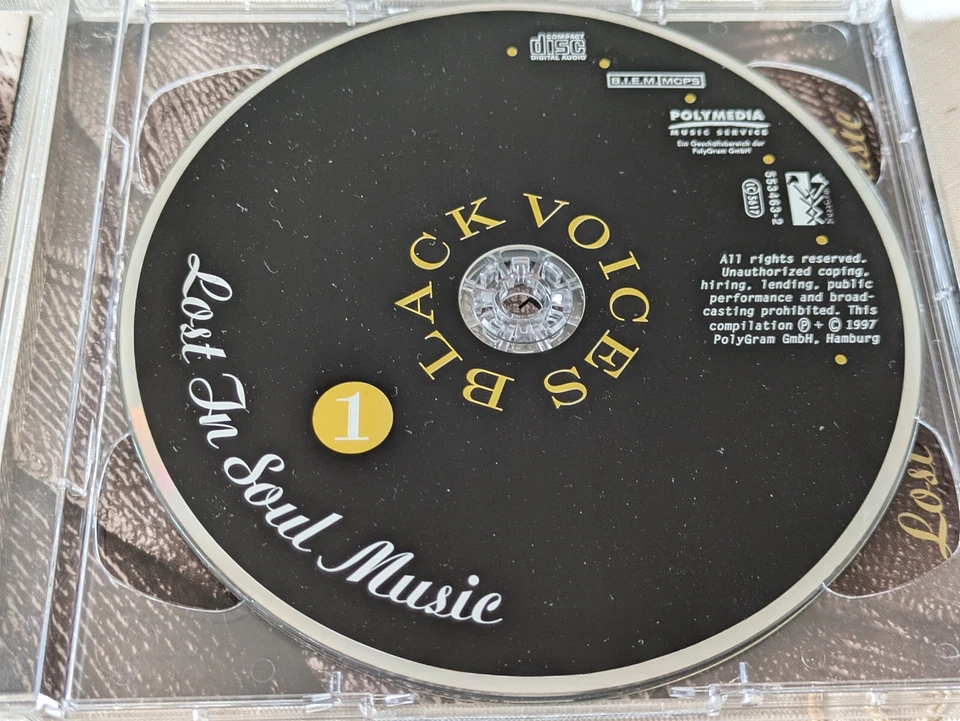 COMPACT
disc
DIGITAL AUDIO
B.I.E.M. MCPS
POLYMEDIA
MUSIC SERVICE
Ein Geschäftsbereich der
PolyGram GmbH
553463-2
LC 5617
All rights reserved.
Unauthorized coping,
hiring, lending, public
performance and broad-
casting prohibited. This
compilation Ⓟ + © 1997
PolyGram GmbH, Hamburg
BLACK VOICES
1
Lost In Soul Music
usic
Lost